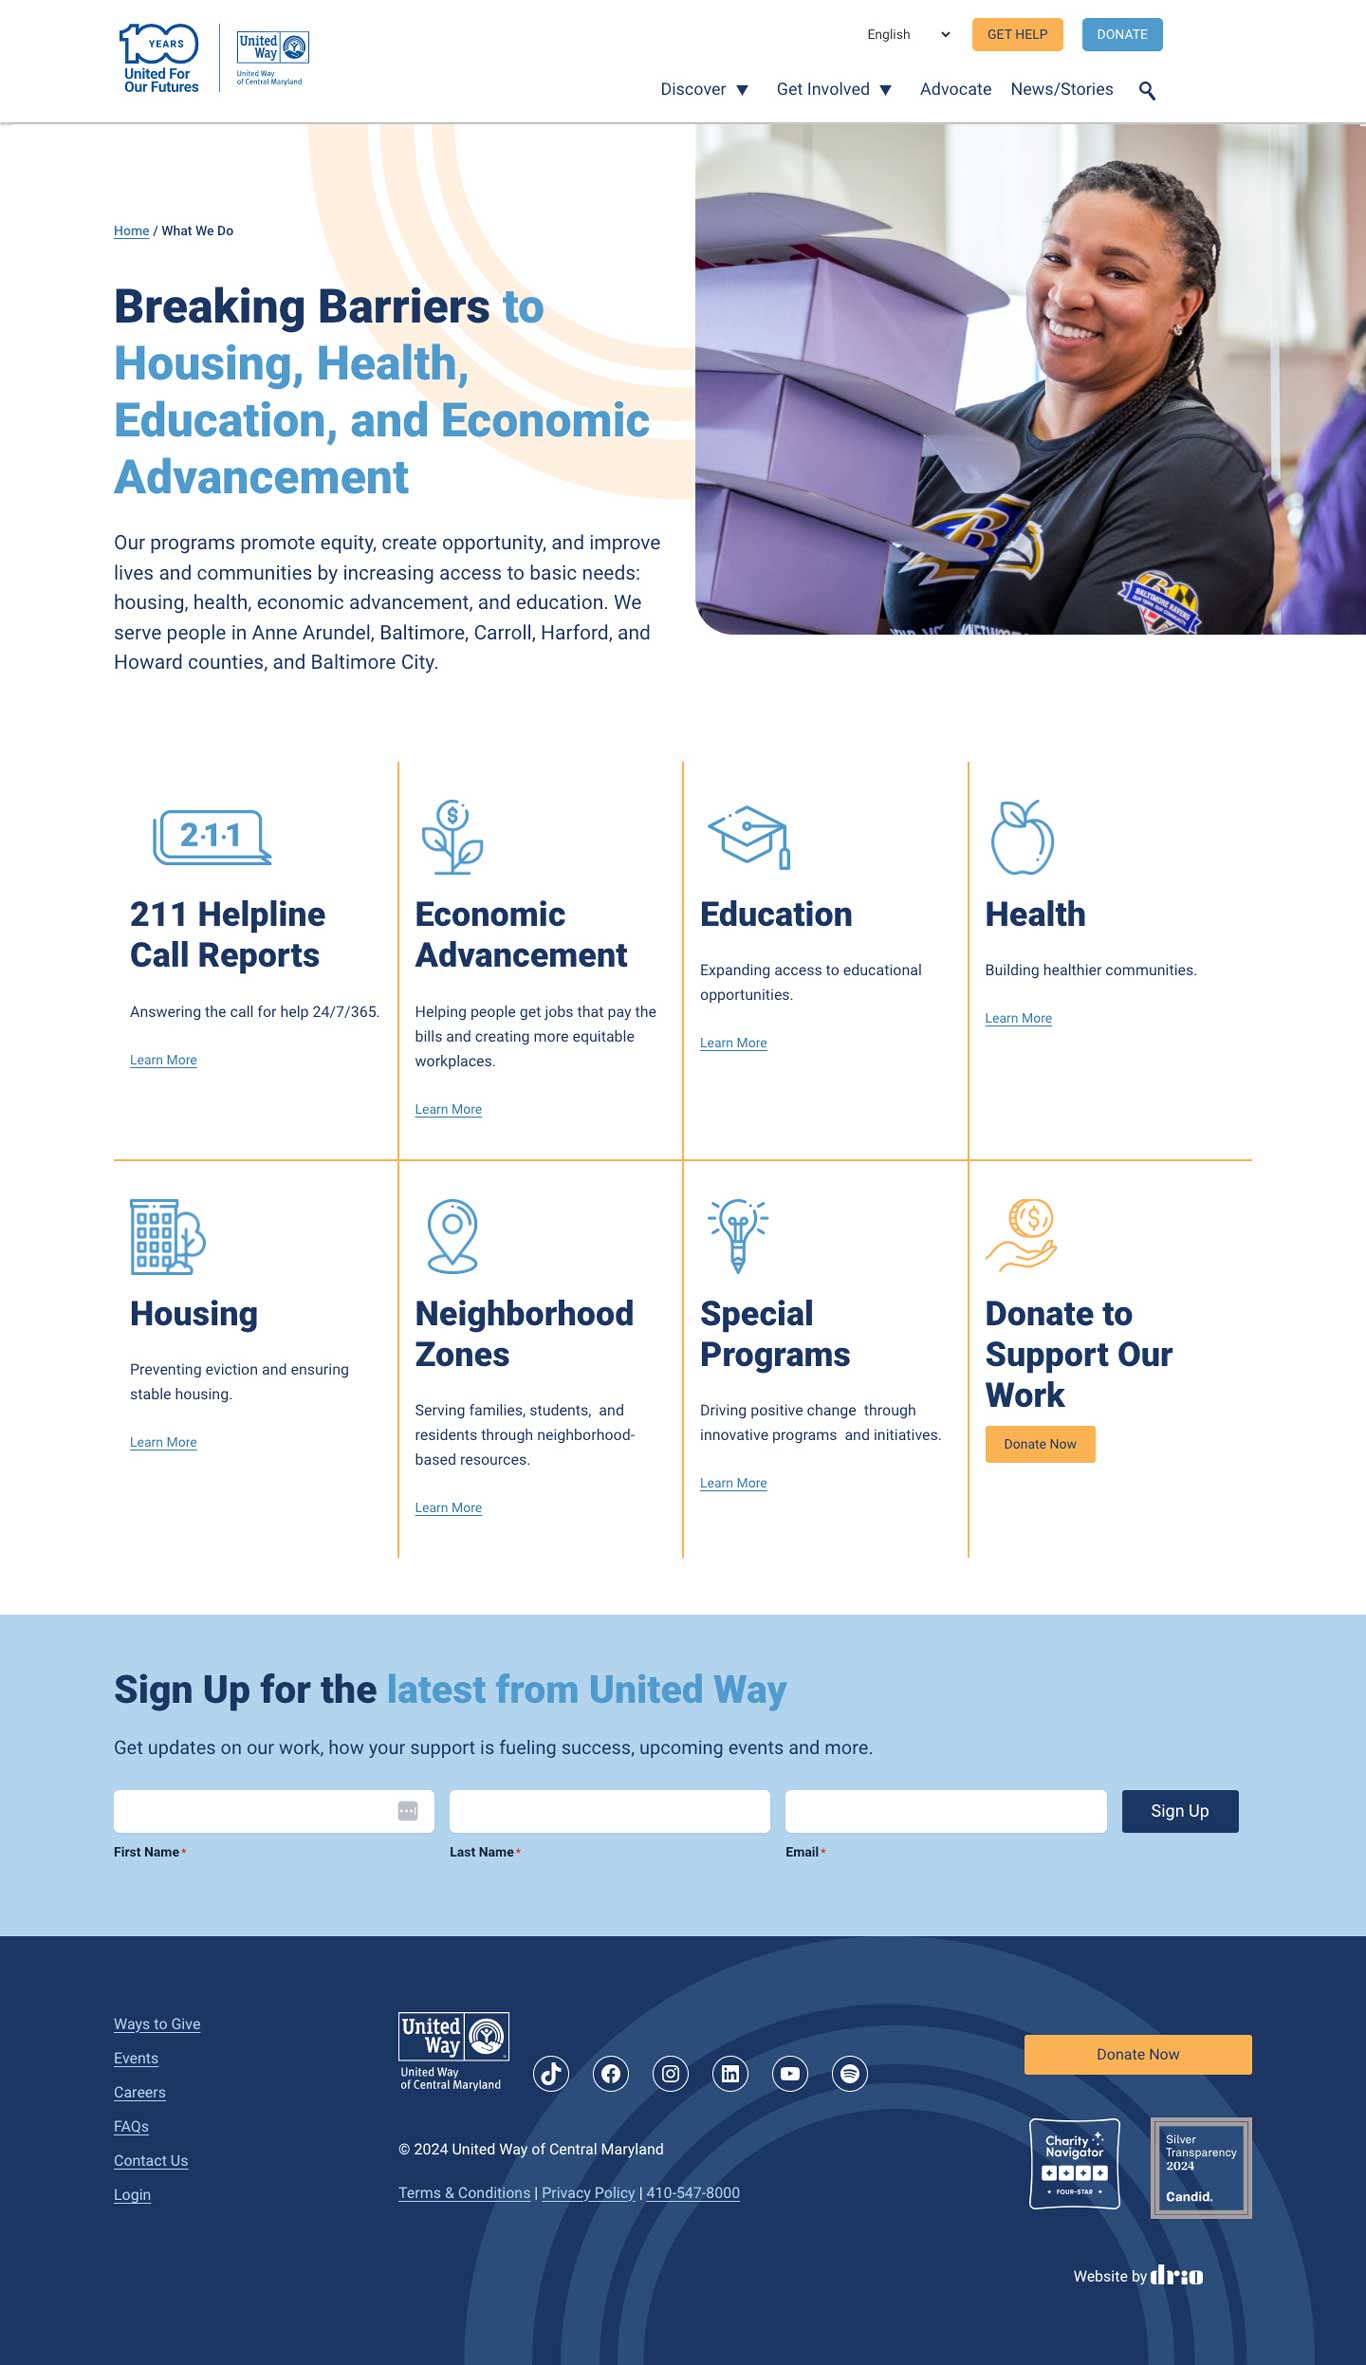 100
YEARS
United For
Our Futures
United
Way
United Way
of Central Maryland
English
GET HELP
DONATE
Discover
Get Involved
Advocate
News/Stories
Home / What We Do
Breaking Barriers to
Housing, Health,
Education, and Economic
Advancement
Our programs promote equity, create opportunity, and improve
lives and communities by increasing access to basic needs:
housing, health, economic advancement, and education. We
serve people in Anne Arundel, Baltimore, Carroll, Harford, and
Howard counties, and Baltimore City.
B
BALTIMORE RAVENS
2·1·1
211 Helpline
Call Reports
Answering the call for help 24/7/365.
Learn More
$
Economic
Advancement
Helping people get jobs that pay the
bills and creating more equitable
workplaces.
Learn More
Education
Expanding access to educational
opportunities.
Learn More
Health
Building healthier communities.
Learn More
Housing
Preventing eviction and ensuring
stable housing.
Learn More
Neighborhood
Zones
Serving families, students,  and
residents through neighborhood-
based resources.
Learn More
Special
Programs
Driving positive change  through
innovative programs  and initiatives.
Learn More
$
Donate to
Support Our
Work
Donate Now
Sign Up for the latest from United Way
Get updates on our work, how your support is fueling success, upcoming events and more.
First Name*
Last Name*
Email*
Sign Up
Ways to Give
Events
Careers
FAQs
Contact Us
Login
United
Way
United Way
of Central Maryland
© 2024 United Way of Central Maryland
Terms & Conditions | Privacy Policy | 410-547-8000
Donate Now
Charity
Navigator
FOUR-STAR
Silver
Transparency
2024
Candid.
Website by drio